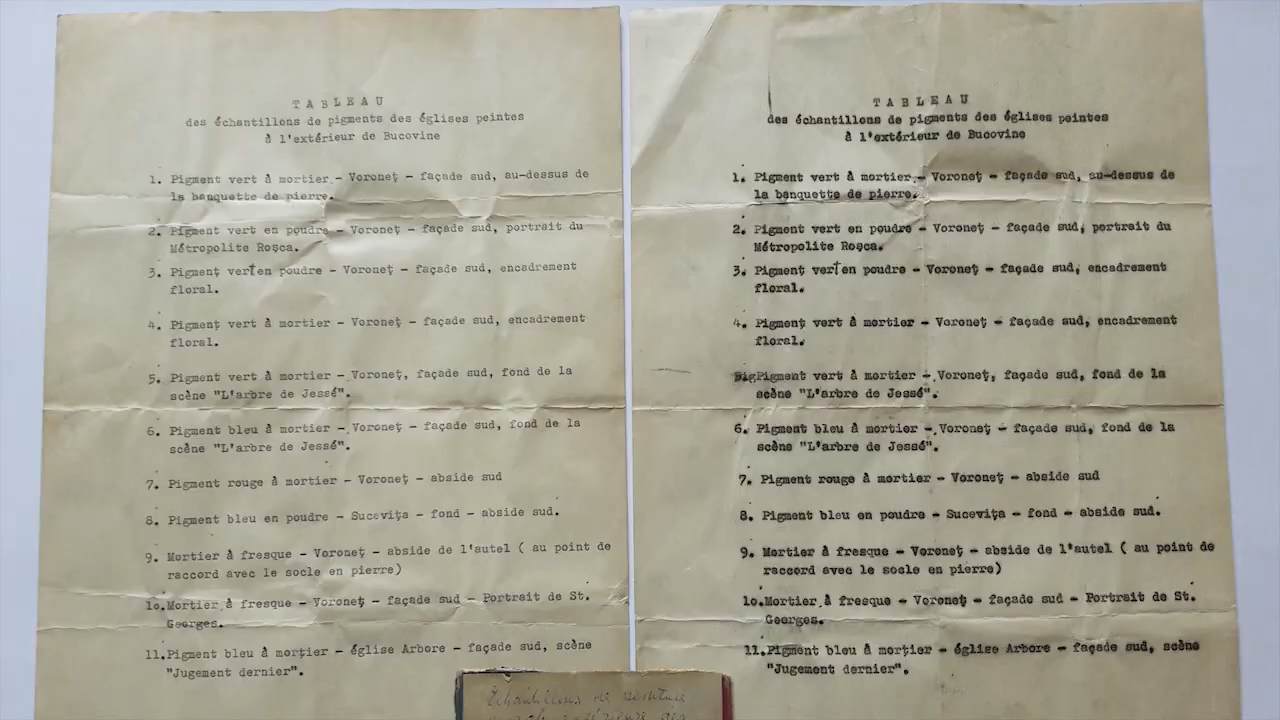 TABLEAU
des échantillons de pigments des églises peintes
à l'extérieur de Bucovine
1. Pigment vert à mortier - Voroneţ - façade sud, au-dessus de
la banquette de pierre.
2. Pigment vert en poudre - Voroneţ - façade sud, portrait du
Métropolite Roşca.
3. Pigment vert en poudre - Voroneţ - façade sud, encadrement
floral.
4. Pigment vert à mortier - Voroneţ - façade sud, encadrement
floral.
5. Pigment vert à mortier - Voroneţ, façade sud, fond de la
scène "L'arbre de Jessé".
6. Pigment bleu à mortier - Voroneţ - façade sud, fond de la
scène "L'arbre de Jessé".
7. Pigment rouge à mortier - Voroneţ - abside sud
8. Pigment bleu en poudre - Suceviţa - fond - abside sud.
9. Mortier à fresque - Voroneţ - abside de l'autel ( au point de
raccord avec le socle en pierre)
lo.Mortier à fresque - Voroneţ - façade sud - Portrait de St.
Georges.
11.Pigment bleu à mortier - église Arbore - façade sud, scène
"Jugement dernier".
TABLEAU
des échantillons de pigments des églises peintes
à l'extérieur de Bucovine
1. Pigment vert à mortier - Voroneţ - façade sud, au-dessus de
la banquette de pierre.
2. Pigment vert en poudre - Voroneţ - façade sud, portrait du
Métropolite Roşca.
3. Pigment vert en poudre - Voroneţ - façade sud, encadrement
floral.
4. Pigment vert à mortier - Voroneţ - façade sud, encadrement
floral.
Pigment vert à mortier - Voroneţ, façade sud, fond de la
scène "L'arbre de Jessé".
6. Pigment bleu à mortier - Voroneţ - façade sud, fond de la
scène "L'arbre de Jessé".
7. Pigment rouge à mortier - Voroneţ - abside sud
8. Pigment bleu en poudre - Suceviţa - fond - abside sud.
9. Mortier à fresque - Voroneţ - abside de l'autel ( au point de
raccord avec le socle en pierre)
lo.Mortier à fresque - Voroneţ - façade sud - Portrait de St.
Georges.
11.Pigment bleu à mortier - église Arbore - façade sud, scène
"Jugement dernier".
Echantillons de